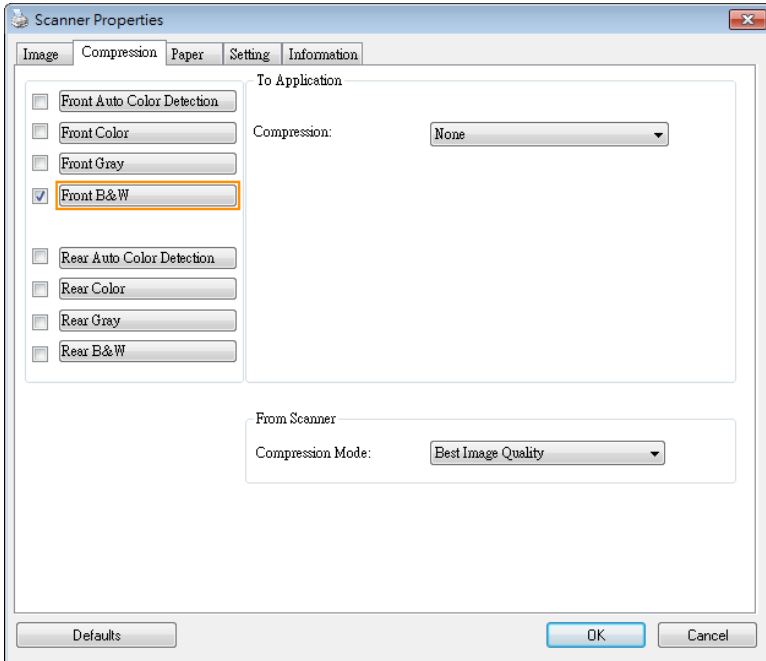 Scanner Properties
Image
Compression
Paper
Setting
Information
Front Auto Color Detection
Front Color
Front Gray
Front B&W
Rear Auto Color Detection
Rear Color
Rear Gray
Rear B&W
To Application
Compression:
None
From Scanner
Compression Mode:
Best Image Quality
Defaults
OK
Cancel